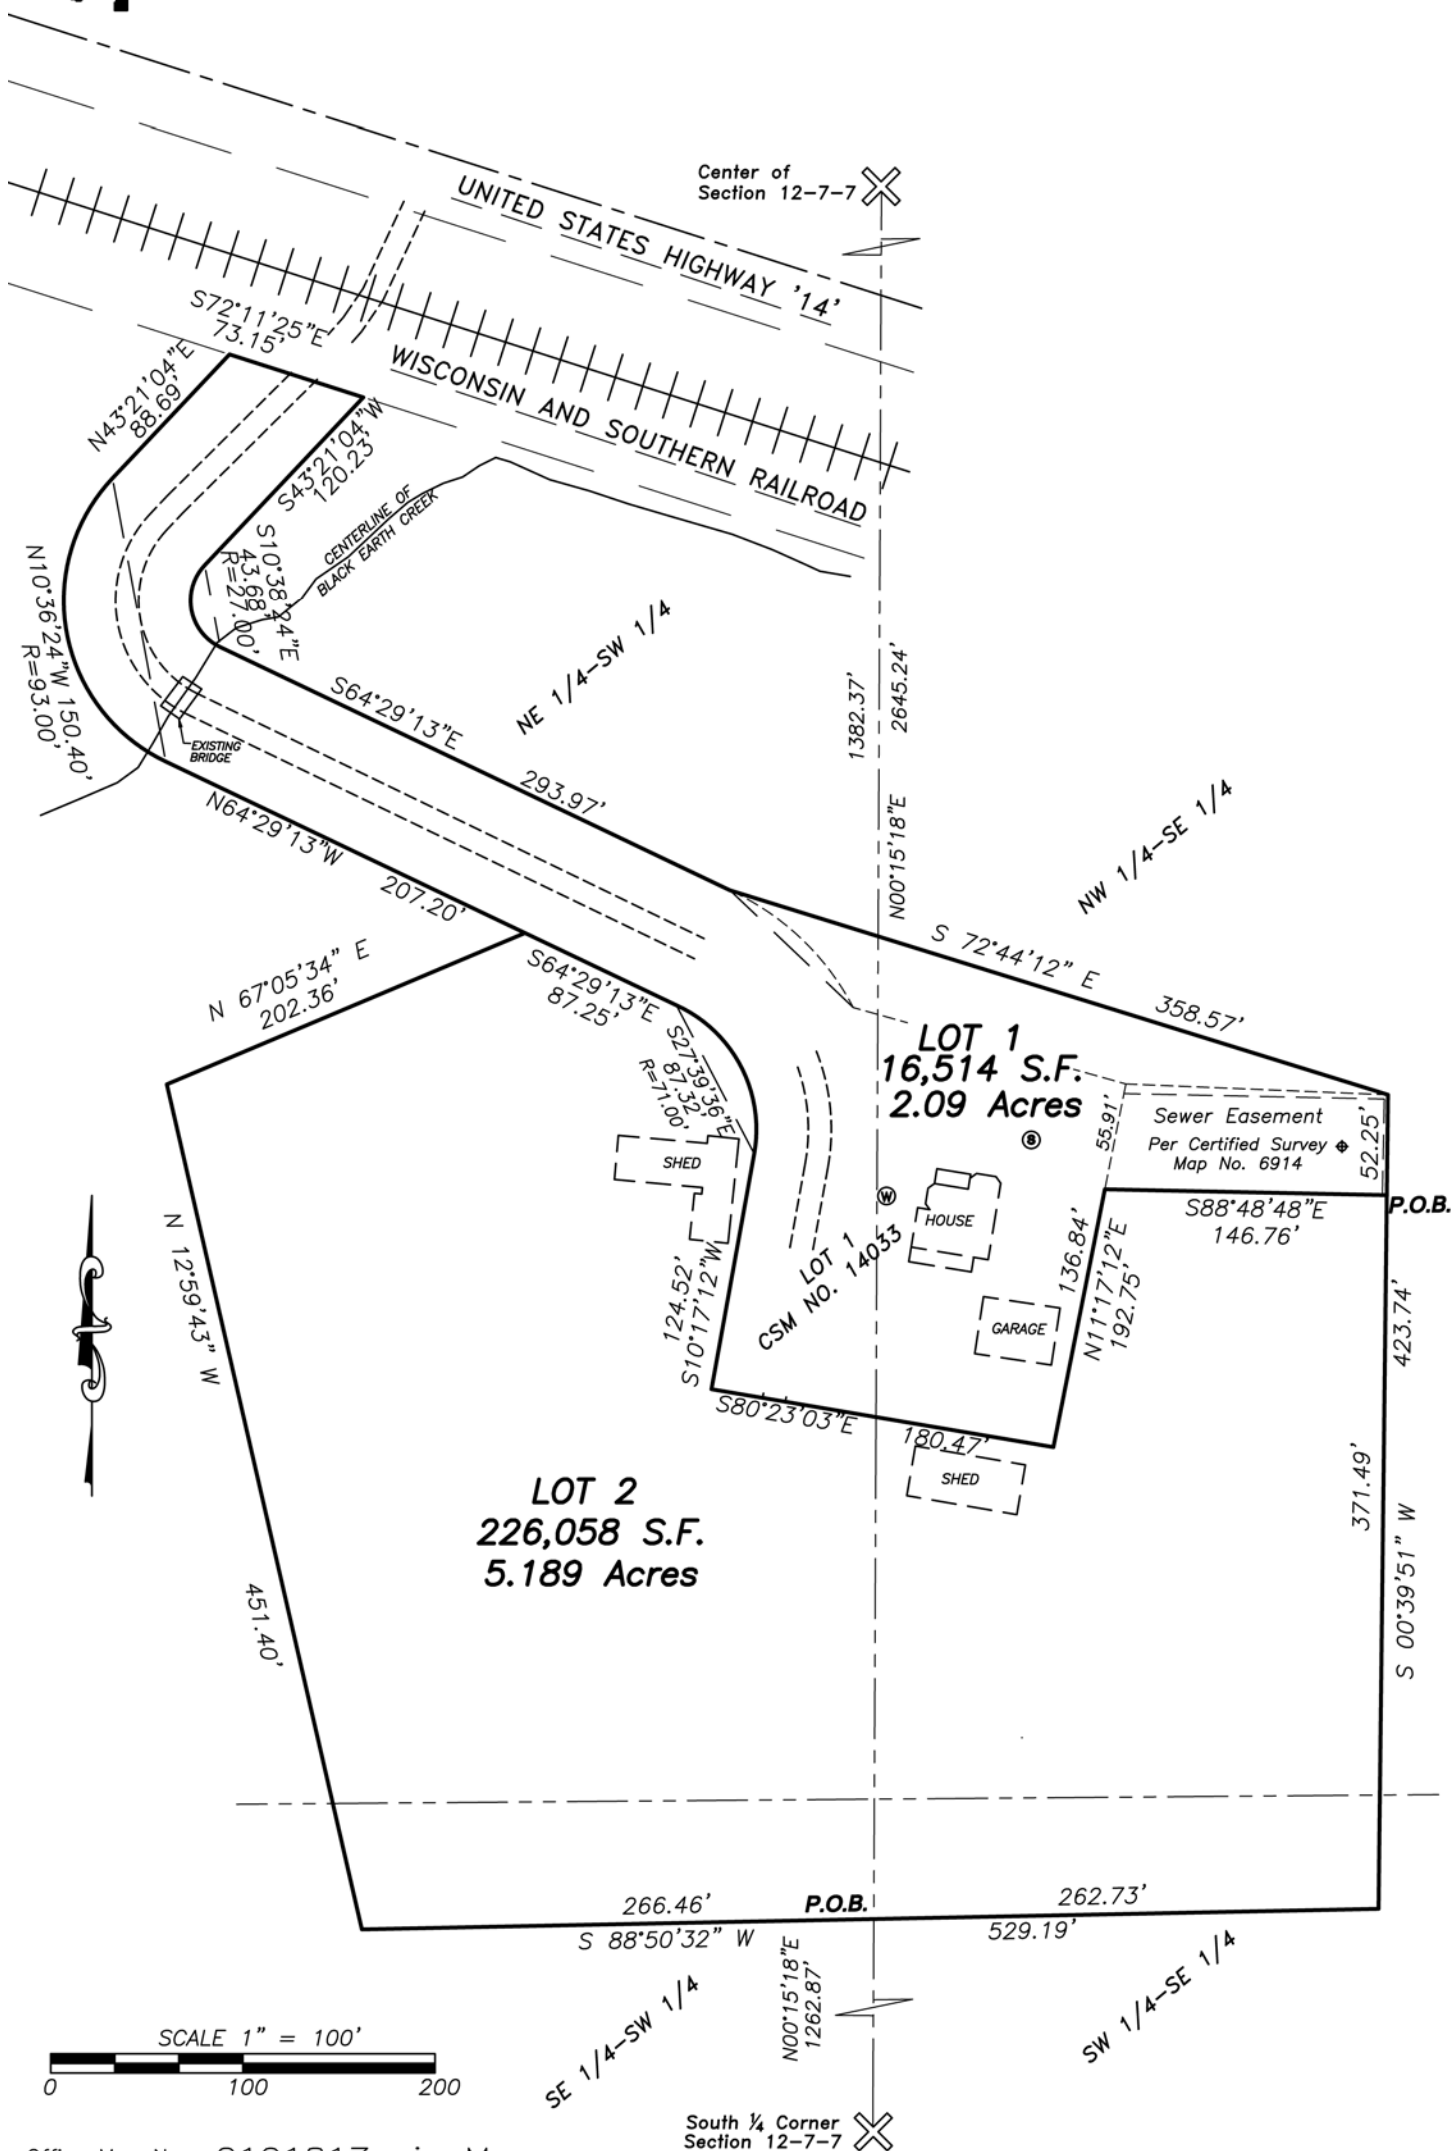 Center of
Section 12-7-7
UNITED STATES HIGHWAY '14'
S72°11'25"E
73.15'
WISCONSIN AND SOUTHERN RAILROAD
N43°21'04"E
88.69'
S43°21'04"W
120.23'
CENTERLINE OF
BLACK EARTH CREEK
S10°38'24"E
43.68'
R=27.00'
N10°36'24"W 150.40'
R=93.00'
EXISTING
BRIDGE
NE 1/4-SW 1/4
S64°29'13"E
293.97'
1382.37'
2645.24'
N00°15'18"E
NW 1/4-SE 1/4
N64°29'13"W
207.20'
N 67°05'34" E
202.36'
S64°29'13"E
87.25'
S 72°44'12" E
358.57'
S27°39'36"E
87.32'
R=71.00'
LOT 1
16,514 S.F.
2.09 Acres
55.91'
Sewer Easement
Per Certified Survey
Map No. 6914
52.25'
S
SHED
W
HOUSE
S88°48'48"E
146.76'
P.O.B.
N 12°59'43" W
451.40'
124.52'
S10°17'12"W
LOT 1
CSM NO. 14033
136.84'
N11°17'12"E
192.75'
GARAGE
423.74'
S80°23'03"E
180.47'
SHED
371.49'
S 00°39'51" W
LOT 2
226,058 S.F.
5.189 Acres
266.46'
P.O.B.
262.73'
S 88°50'32" W
529.19'
N00°15'18"E
1262.87'
SE 1/4-SW 1/4
SW 1/4-SE 1/4
SCALE 1" = 100'
0 100 200
South ¼ Corner
Section 12-7-7